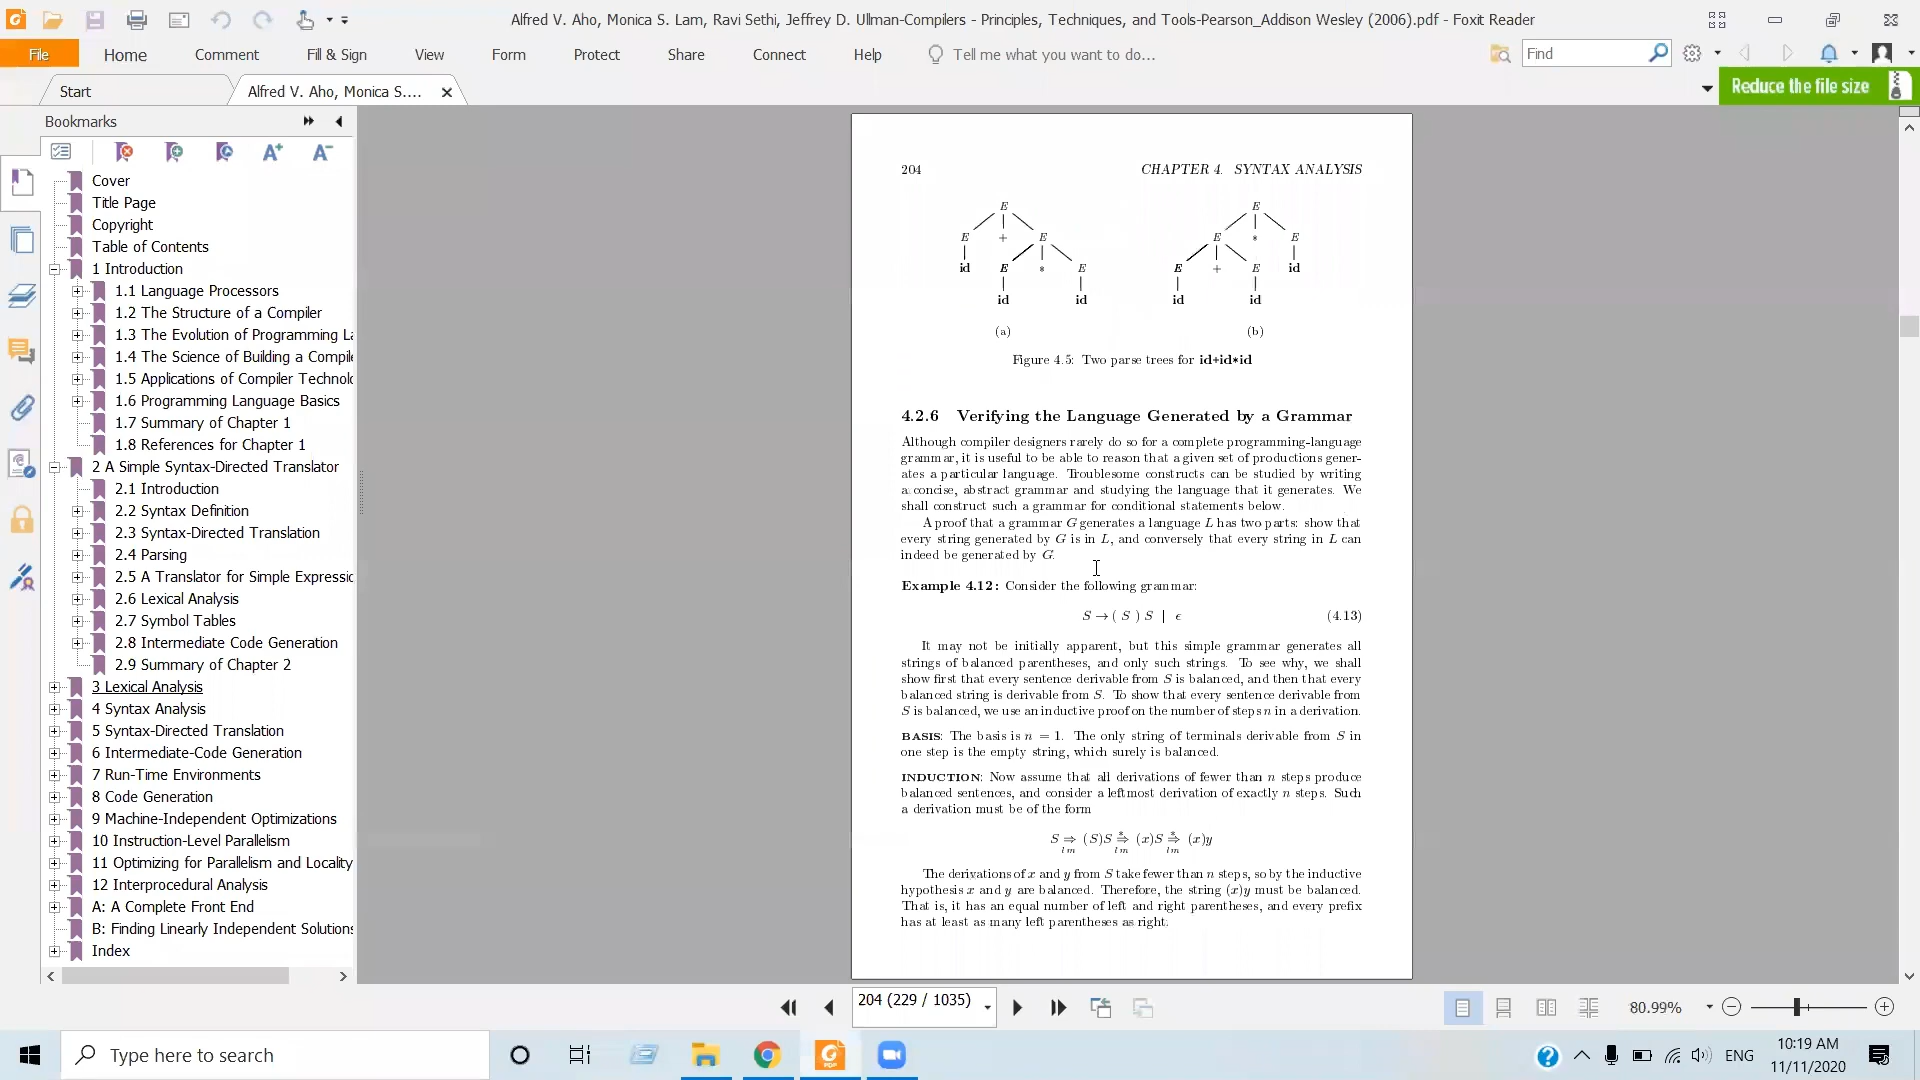 Alfred V. Aho, Monica S. Lam, Ravi Sethi, Jeffrey D. Ullman-Compilers - Principles, Techniques, and Tools-Pearson_Addison Wesley (2006).pdf - Foxit Reader
File Home Comment Fill & Sign View Form Protect Share Connect Help Tell me what you want to do... Find
Start Alfred V. Aho, Monica S.... Reduce the file size
Bookmarks
Cover
Title Page
Copyright
Table of Contents
1 Introduction
1.1 Language Processors
1.2 The Structure of a Compiler
1.3 The Evolution of Programming La
1.4 The Science of Building a Compile
1.5 Applications of Compiler Technolo
1.6 Programming Language Basics
1.7 Summary of Chapter 1
1.8 References for Chapter 1
2 A Simple Syntax-Directed Translator
2.1 Introduction
2.2 Syntax Definition
2.3 Syntax-Directed Translation
2.4 Parsing
2.5 A Translator for Simple Expressio
2.6 Lexical Analysis
2.7 Symbol Tables
2.8 Intermediate Code Generation
2.9 Summary of Chapter 2
3 Lexical Analysis
4 Syntax Analysis
5 Syntax-Directed Translation
6 Intermediate-Code Generation
7 Run-Time Environments
8 Code Generation
9 Machine-Independent Optimizations
10 Instruction-Level Parallelism
11 Optimizing for Parallelism and Locality
12 Interprocedural Analysis
A: A Complete Front End
B: Finding Linearly Independent Solutions
Index
204 CHAPTER 4. SYNTAX ANALYSIS
E E
E + E E * E
id E * E E + E id
id id id id
(a) (b)
Figure 4.5: Two parse trees for id+id*id
4.2.6 Verifying the Language Generated by a Grammar
Although compiler designers rarely do so for a complete programming-language
grammar, it is useful to be able to reason that a given set of productions gener-
ates a particular language. Troublesome constructs can be studied by writing
a concise, abstract grammar and studying the language that it generates. We
shall construct such a grammar for conditional statements below.
A proof that a grammar G generates a language L has two parts: show that
every string generated by G is in L, and conversely that every string in L can
indeed be generated by G.
Example 4.12: Consider the following grammar:
S → ( S ) S | ϵ (4.13)
It may not be initially apparent, but this simple grammar generates all
strings of balanced parentheses, and only such strings. To see why, we shall
show first that every sentence derivable from S is balanced, and then that every
balanced string is derivable from S. To show that every sentence derivable from
S is balanced, we use an inductive proof on the number of steps n in a derivation.
BASIS: The basis is n = 1. The only string of terminals derivable from S in
one step is the empty string, which surely is balanced.
INDUCTION: Now assume that all derivations of fewer than n steps produce
balanced sentences, and consider a leftmost derivation of exactly n steps. Such
a derivation must be of the form
S ⇒ (S)S ⇒* (x)S ⇒* (x)y
lm lm lm
The derivations of x and y from S take fewer than n steps, so by the inductive
hypothesis x and y are balanced. Therefore, the string (x)y must be balanced.
That is, it has an equal number of left and right parentheses, and every prefix
has at least as many left parentheses as right.
204 (229 / 1035) 80.99%
Type here to search ENG 10:19 AM
11/11/2020